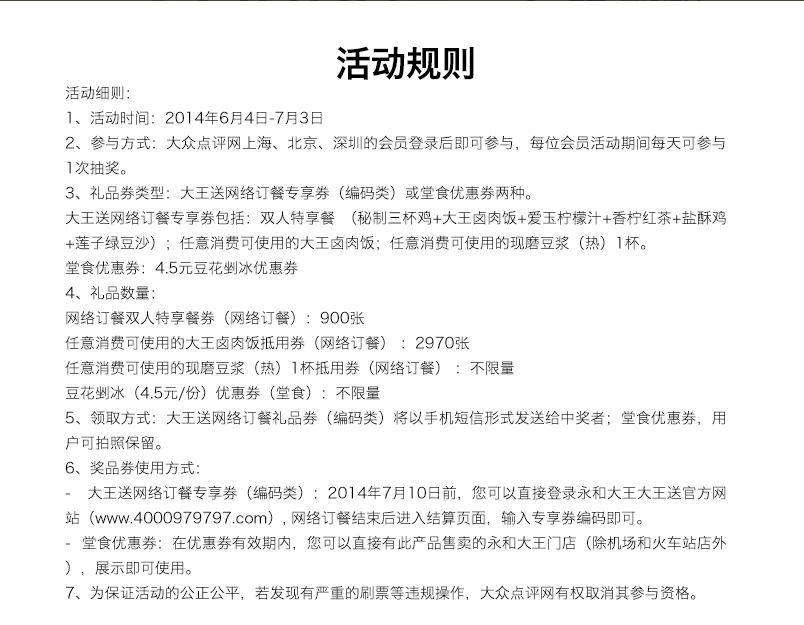 活动规则
活动细则：
1、活动时间：2014年6月4日-7月3日
2、参与方式：大众点评网上海、北京、深圳的会员登录后即可参与，每位会员活动期间每天可参与
1次抽奖。
3、礼品券类型：大王送网络订餐专享券（编码类）或堂食优惠券两种。
大王送网络订餐专享券包括：双人特享餐 （秘制三杯鸡+大王卤肉饭+爱玉柠檬汁+香柠红茶+盐酥鸡
+莲子绿豆沙）；任意消费可使用的大王卤肉饭；任意消费可使用的现磨豆浆（热）1杯。
堂食优惠券：4.5元豆花剉冰优惠券
4、礼品数量：
网络订餐双人特享餐券（网络订餐）：900张
任意消费可使用的大王卤肉饭抵用券（网络订餐） ：2970张
任意消费可使用的现磨豆浆（热）1杯抵用券（网络订餐） ：不限量
豆花剉冰（4.5元/份）优惠券（堂食）：不限量
5、领取方式：大王送网络订餐礼品券（编码类）将以手机短信形式发送给中奖者；堂食优惠券，用
户可拍照保留。
6、奖品券使用方式：
- 大王送网络订餐专享券（编码类）：2014年7月10日前，您可以直接登录永和大王大王送官方网
站（www.4000979797.com）, 网络订餐结束后进入结算页面，输入专享券编码即可。
- 堂食优惠券：在优惠券有效期内，您可以直接有此产品售卖的永和大王门店（除机场和火车站店外
），展示即可使用。
7、为保证活动的公正公平，若发现有严重的刷票等违规操作，大众点评网有权取消其参与资格。